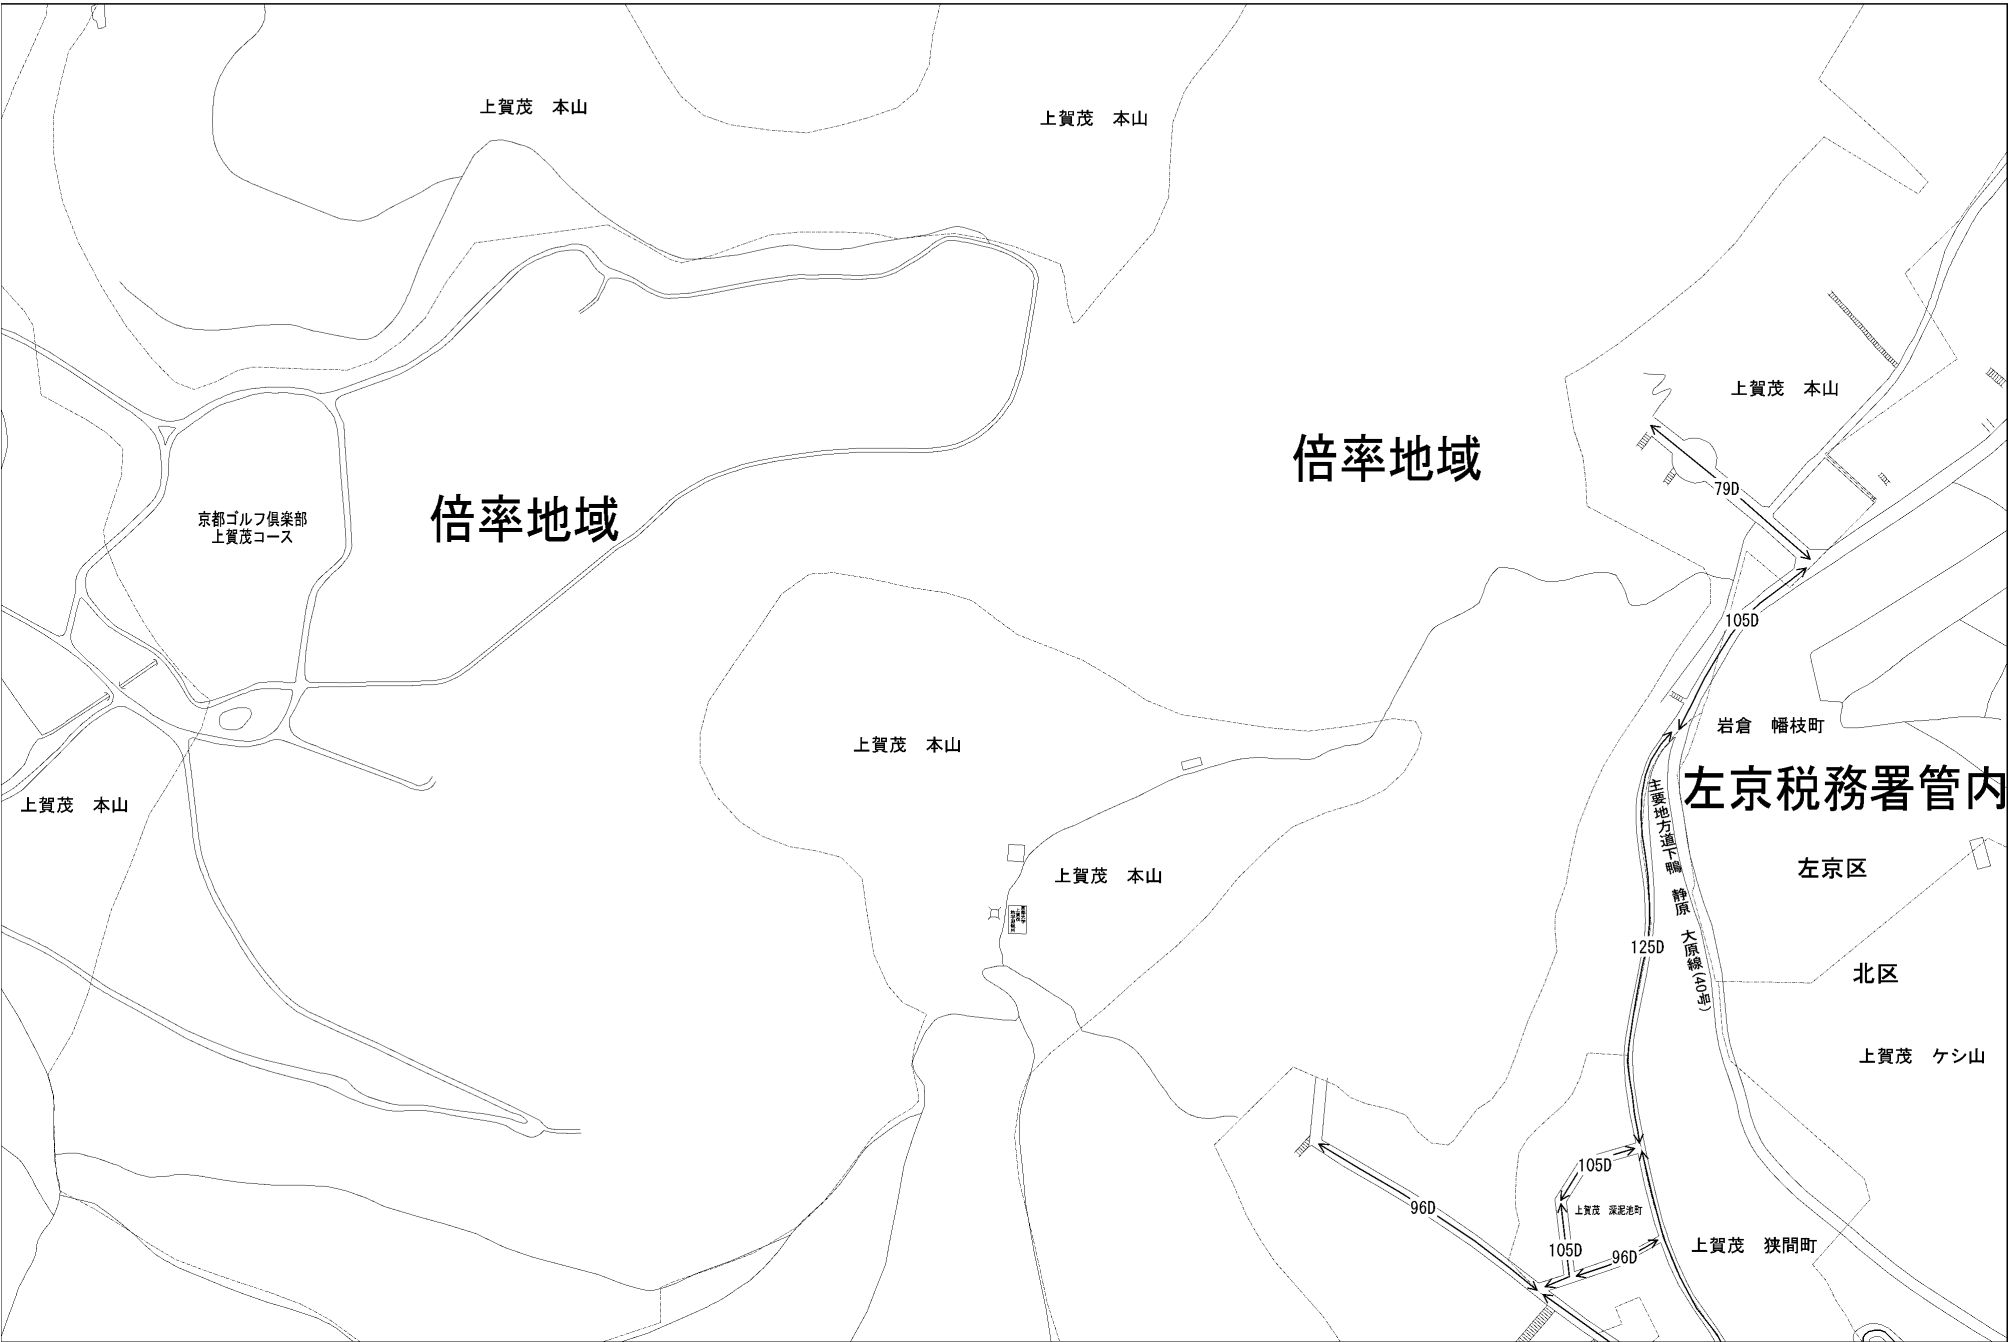 上賀茂　本山
上賀茂　本山
上賀茂　本山
倍率地域
79D
倍率地域
京都ゴルフ倶楽部
上賀茂コース
105D
岩倉　幡枝町
上賀茂　本山
左京税務署管内
上賀茂　本山
主要地方道下鴨　静原　大原線(40号)
左京区
上賀茂　本山
125D
北区
上賀茂　ケシ山
105D
96D
上賀茂　深泥池町
上賀茂　狭間町
105D
96D